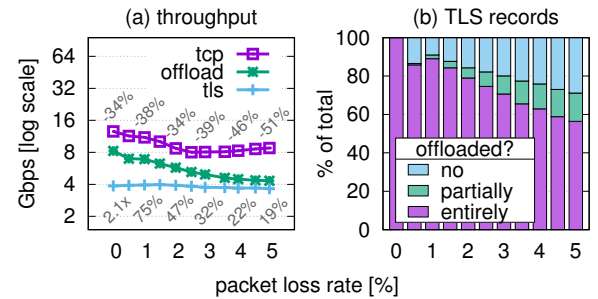 (a) throughput
(b) TLS records
Gbps [log scale]
64
32
16
8
4
2
tcp
offload
tls
-34%
-38%
-34%
-39%
-46%
-51%
2.1x
75%
47%
32%
22%
19%
0 1 2 3 4 5
% of total
100
80
60
40
20
0
offloaded?
no
partially
entirely
0 1 2 3 4 5
packet loss rate [%]